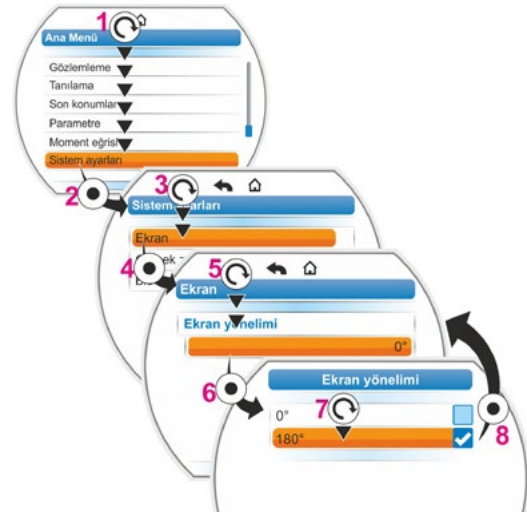 1
Ana Menü
Gözlemleme
Tanılama
Son konumlar
Parametre
Moment eğrisi
Sistem ayarları
2
3
Sistem ayarları
Ekran
4
5
Ekran
Ekran yönelimi
0°
6
Ekran yönelimi
0°
7
180°
8